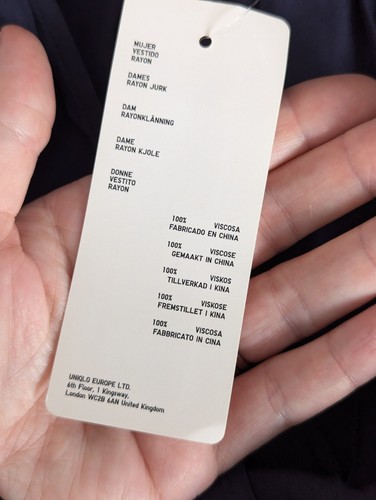 MUJER
VESTIDO
RAYON
DAMES
RAYON JURK
DAM
RAYONKLÄNNING
DAME
RAYON KJOLE
DONNE
VESTITO
RAYON
100% VISCOSA
FABRICADO EN CHINA
100% VISCOSE
GEMAAKT IN CHINA
100% VISKOS
TILLVERKAD I KINA
100% VISKOSE
FREMSTILLET I KINA
100% VISCOSA
FABBRICATO IN CINA
UNIQLO EUROPE LTD.
6th Floor, 1 Kingsway,
London WC2B 6AN United Kingdom